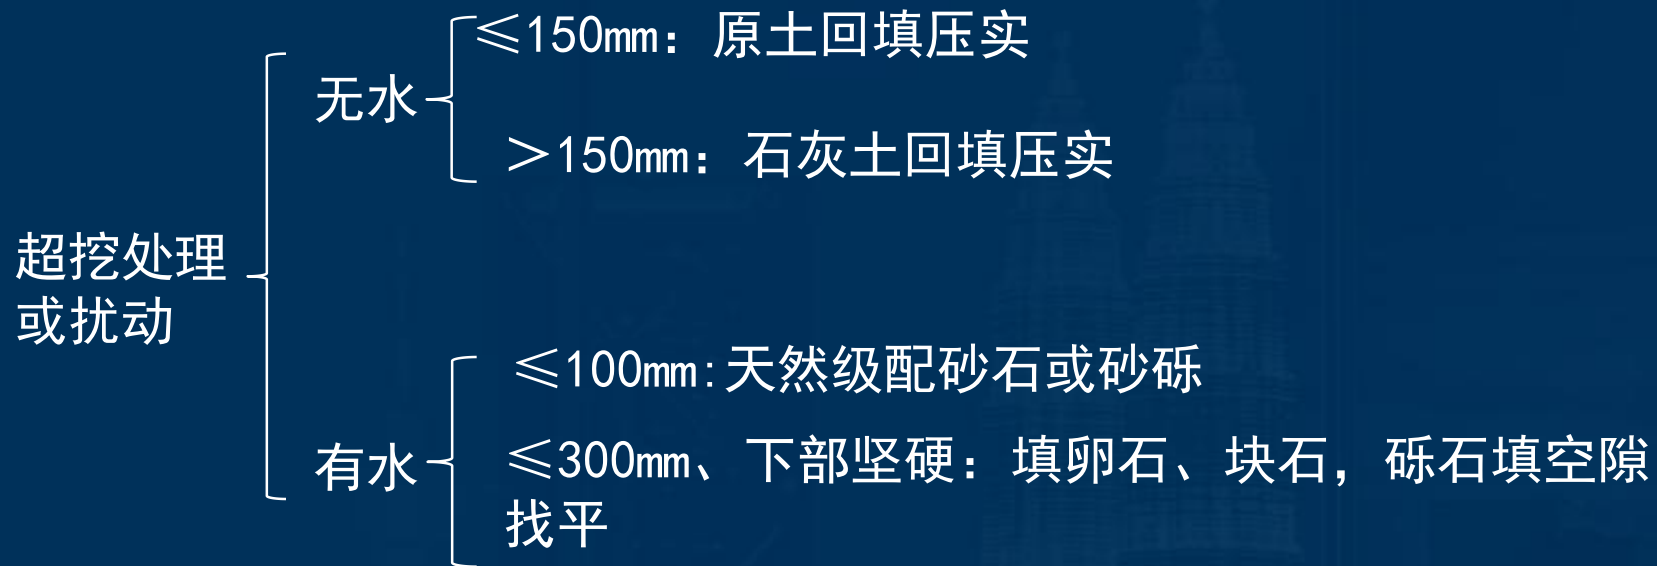 ≤150mm：原土回填压实
无水
＞150mm：石灰土回填压实
超挖处理
或扰动
≤100mm:天然级配砂石或砂砾
有水
≤300mm、下部坚硬：填卵石、块石，砾石填空隙
找平